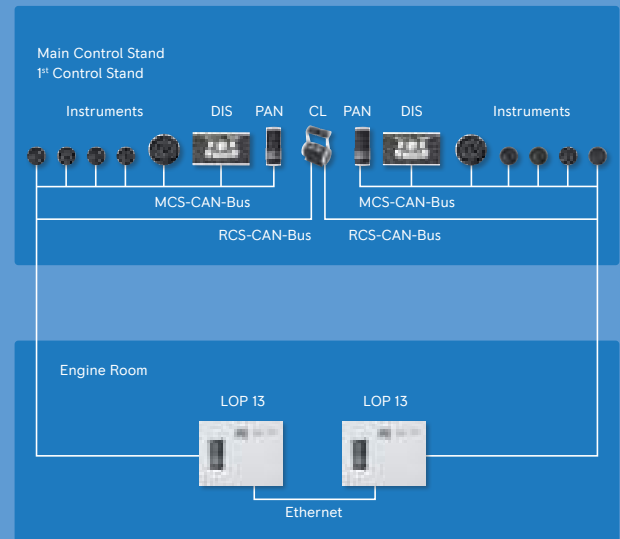 Main Control Stand
1st Control Stand
Instruments DIS PAN CL PAN DIS Instruments
MCS-CAN-Bus MCS-CAN-Bus
RCS-CAN-Bus RCS-CAN-Bus
Engine Room
LOP 13 LOP 13
Ethernet